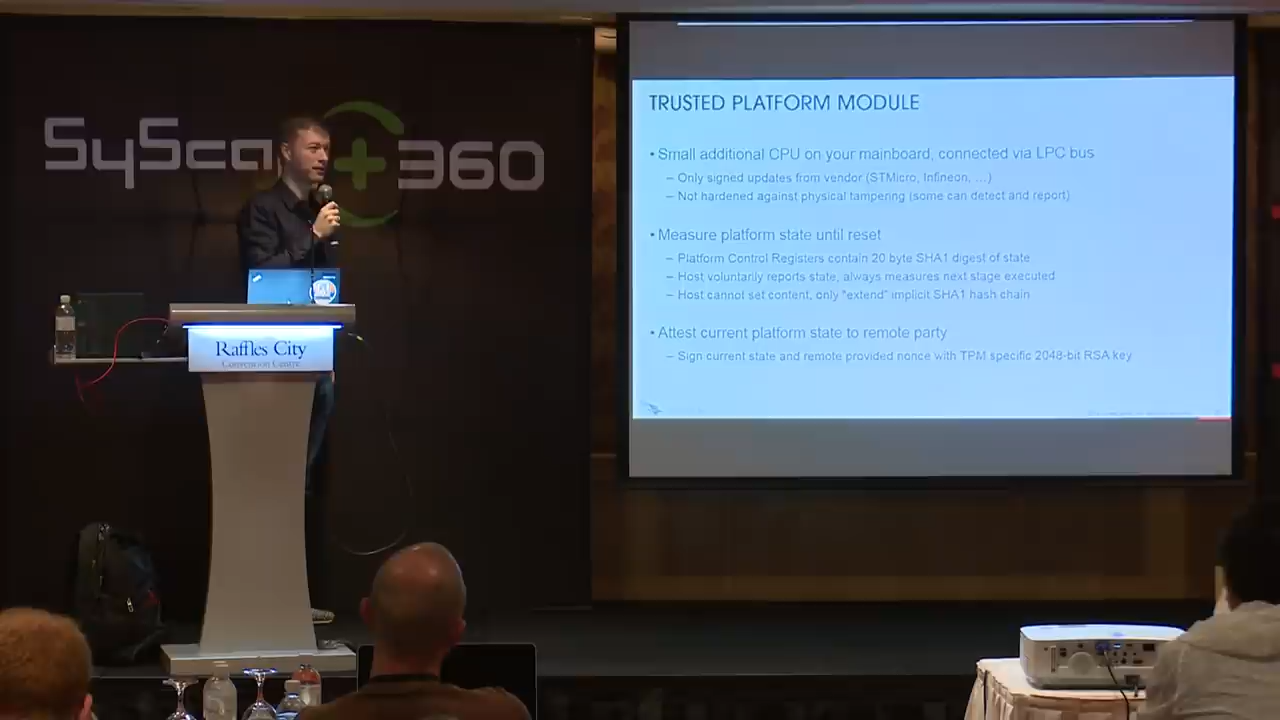 SySca +360
Raffles City
Convention Centre
TRUSTED PLATFORM MODULE
• Small additional CPU on your mainboard, connected via LPC bus
– Only signed updates from vendor (STMicro, Infineon, ...)
– Not hardened against physical tampering (some can detect and report)
• Measure platform state until reset
– Platform Control Registers contain 20 byte SHA1 digest of state
– Host voluntarily reports state, always measures next stage executed
– Host cannot set content, only "extend" implicit SHA1 hash chain
• Attest current platform state to remote party
– Sign current state and remote provided nonce with TPM specific 2048-bit RSA key